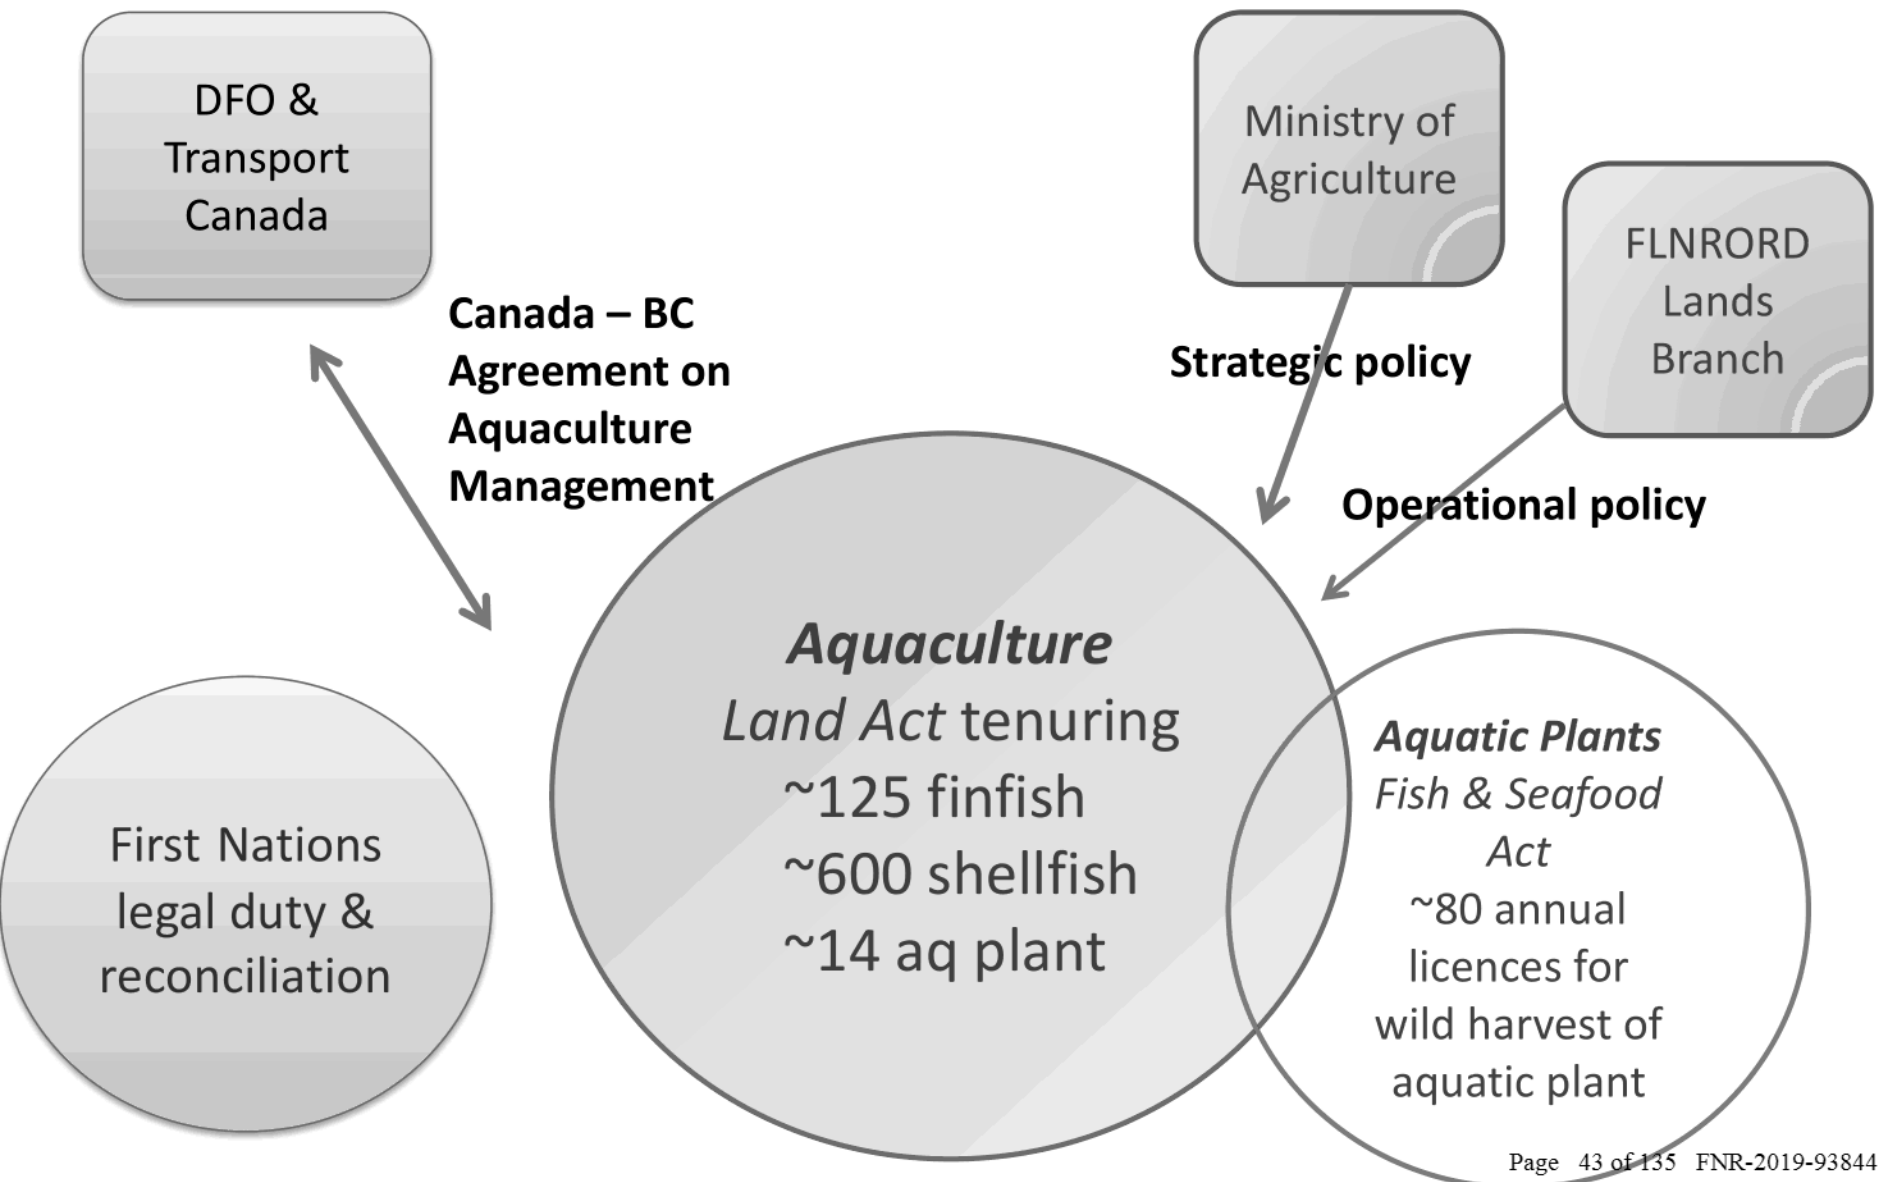 DFO &
Transport
Canada
Ministry of
Agriculture
FLNRORD
Lands
Branch
Canada – BC
Agreement on
Aquaculture
Management
Strategic policy
Operational policy
Aquaculture
Land Act tenuring
~125 finfish
~600 shellfish
~14 aq plant
First Nations
legal duty &
reconciliation
Aquatic Plants
Fish & Seafood
Act
~80 annual
licences for
wild harvest of
aquatic plant
Page 43 of 135 FNR-2019-93844